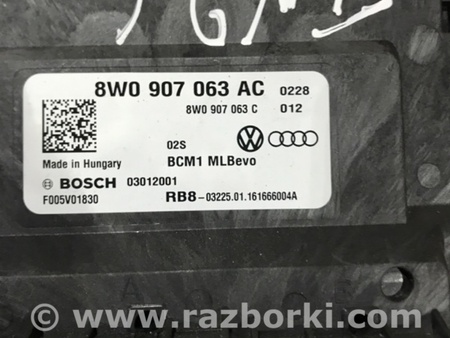 8W0 907 063 AC 0228
8W0 907 063 C 012
02S
Made in Hungary BCM1 MLBevo
BOSCH 03012001
F005V01830 RB8-03225.01.161666004A
© www.razborki.com